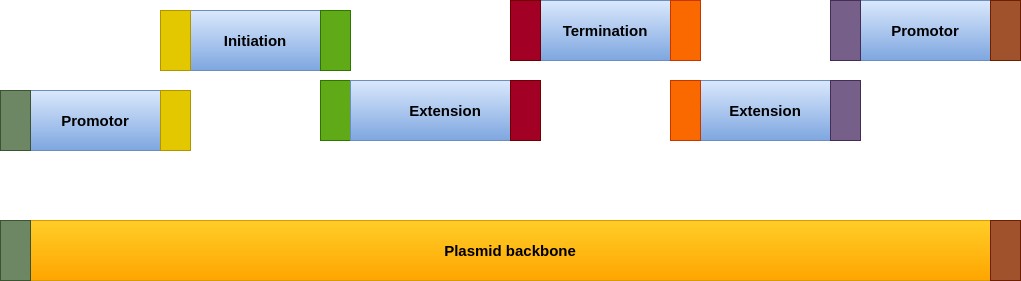 Promotor
Initiation
Extension
Termination
Extension
Promotor
Plasmid backbone